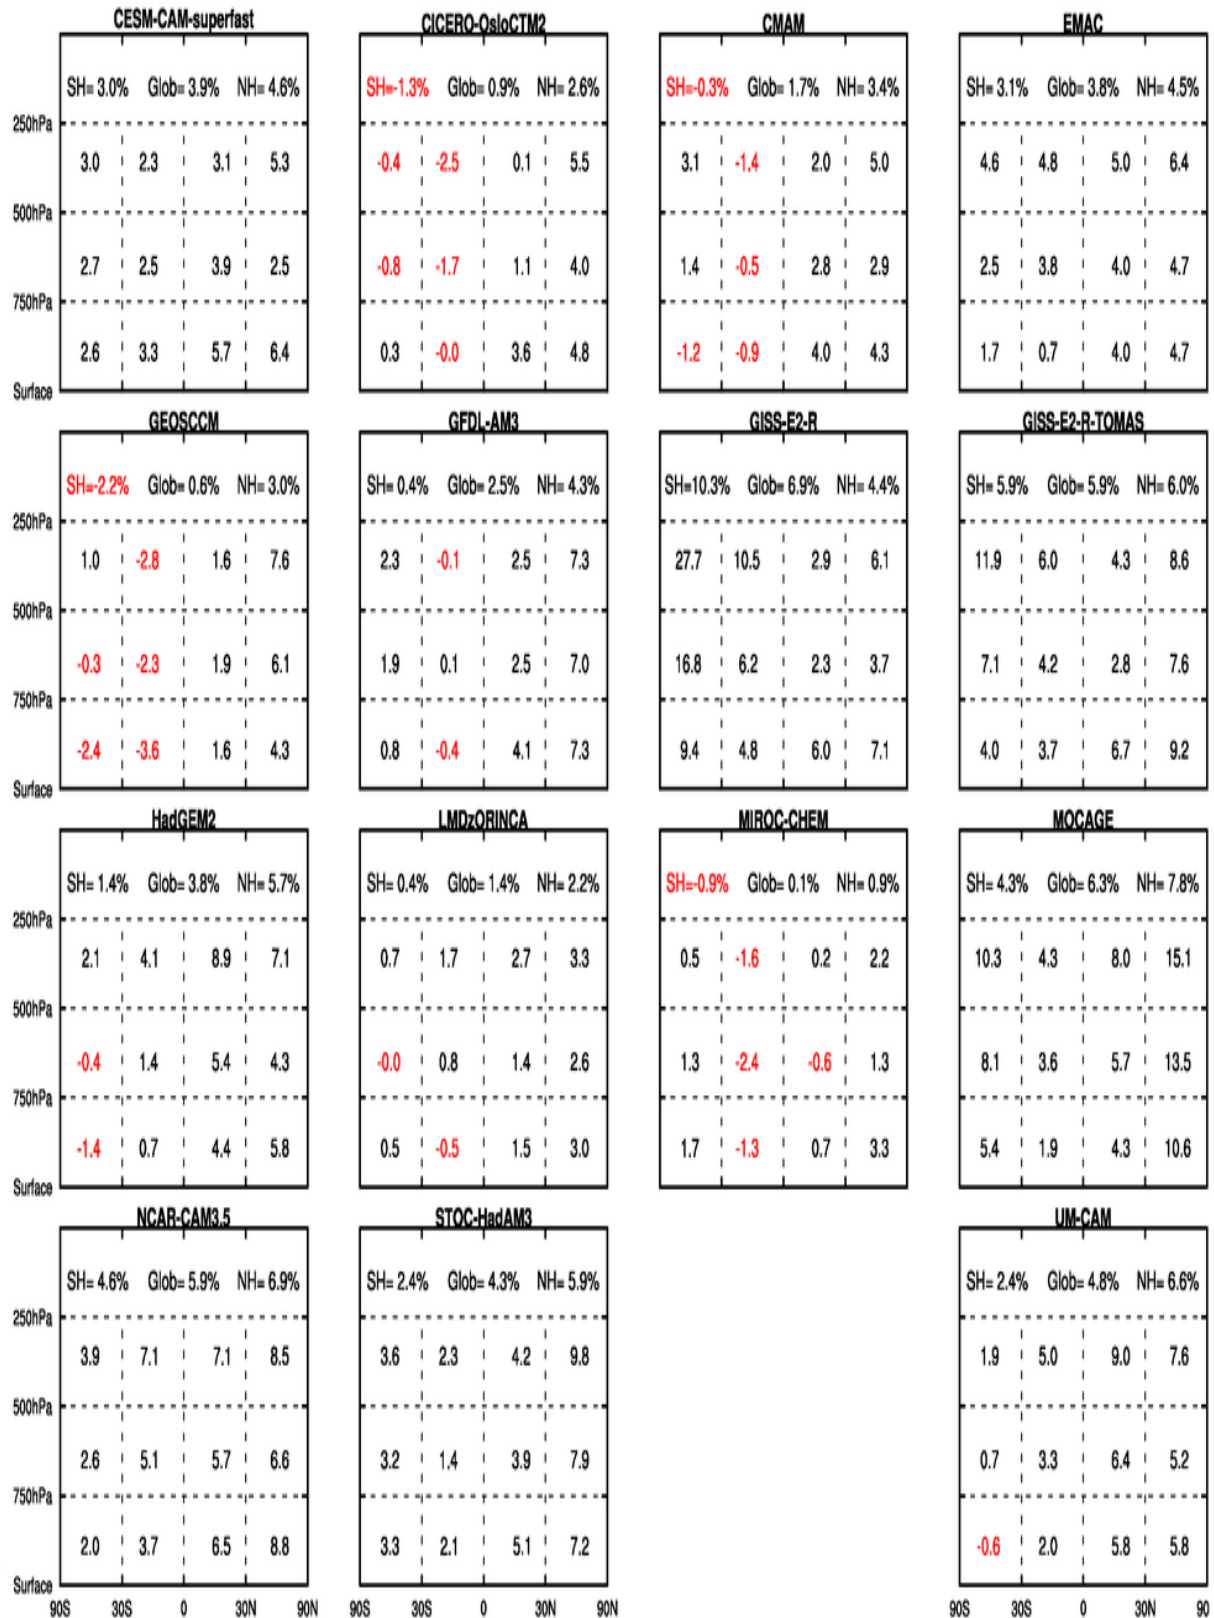 CESM-CAM-superfast CICERO-OsloCTM2 CMAM EMAC
SH= 3.0% Glob= 3.9% NH= 4.6% SH=-1.3% Glob= 0.9% NH= 2.6% SH=-0.3% Glob= 1.7% NH= 3.4% SH= 3.1% Glob= 3.8% NH= 4.5%
250hPa
3.0 2.3 3.1 5.3 -0.4 -2.5 0.1 5.5 3.1 -1.4 2.0 5.0 4.6 4.8 5.0 6.4
500hPa
2.7 2.5 3.9 2.5 -0.8 -1.7 1.1 4.0 1.4 -0.5 2.8 2.9 2.5 3.8 4.0 4.7
750hPa
2.6 3.3 5.7 6.4 0.3 -0.0 3.6 4.8 -1.2 -0.9 4.0 4.3 1.7 0.7 4.0 4.7
Surface
GEOSCCM GFDL-AM3 GISS-E2-R GISS-E2-R-TOMAS
SH=-2.2% Glob= 0.6% NH= 3.0% SH= 0.4% Glob= 2.5% NH= 4.3% SH=10.3% Glob= 6.9% NH= 4.4% SH= 5.9% Glob= 5.9% NH= 6.0%
250hPa
1.0 -2.8 1.6 7.6 2.3 -0.1 2.5 7.3 27.7 10.5 2.9 6.1 11.9 6.0 4.3 8.6
500hPa
-0.3 -2.3 1.9 6.1 1.9 0.1 2.5 7.0 16.8 6.2 2.3 3.7 7.1 4.2 2.8 7.6
750hPa
-2.4 -3.6 1.6 4.3 0.8 -0.4 4.1 7.3 9.4 4.8 6.0 7.1 4.0 3.7 6.7 9.2
Surface
HadGEM2 LMDzORINCA MIROC-CHEM MOCAGE
SH= 1.4% Glob= 3.8% NH= 5.7% SH= 0.4% Glob= 1.4% NH= 2.2% SH=-0.9% Glob= 0.1% NH= 0.9% SH= 4.3% Glob= 6.3% NH= 7.8%
250hPa
2.1 4.1 8.9 7.1 0.7 1.7 2.7 3.3 0.5 -1.6 0.2 2.2 10.3 4.3 8.0 15.1
500hPa
-0.4 1.4 5.4 4.3 -0.0 0.8 1.4 2.6 1.3 -2.4 -0.6 1.3 8.1 3.6 5.7 13.5
750hPa
-1.4 0.7 4.4 5.8 0.5 -0.5 1.5 3.0 1.7 -1.3 0.7 3.3 5.4 1.9 4.3 10.6
Surface
NCAR-CAM3.5 STOC-HadAM3 UM-CAM
SH= 4.6% Glob= 5.9% NH= 6.9% SH= 2.4% Glob= 4.3% NH= 5.9% SH= 2.4% Glob= 4.8% NH= 6.6%
250hPa
3.9 7.1 7.1 8.5 3.6 2.3 4.2 9.8 1.9 5.0 9.0 7.6
500hPa
2.6 5.1 5.7 6.6 3.2 1.4 3.9 7.9 0.7 3.3 6.4 5.2
750hPa
2.0 3.7 6.5 8.8 3.3 2.1 5.1 7.2 -0.6 2.0 5.8 5.8
Surface
90S 30S 0 30N 90N 90S 30S 0 30N 90N 90S 30S 0 30N 90